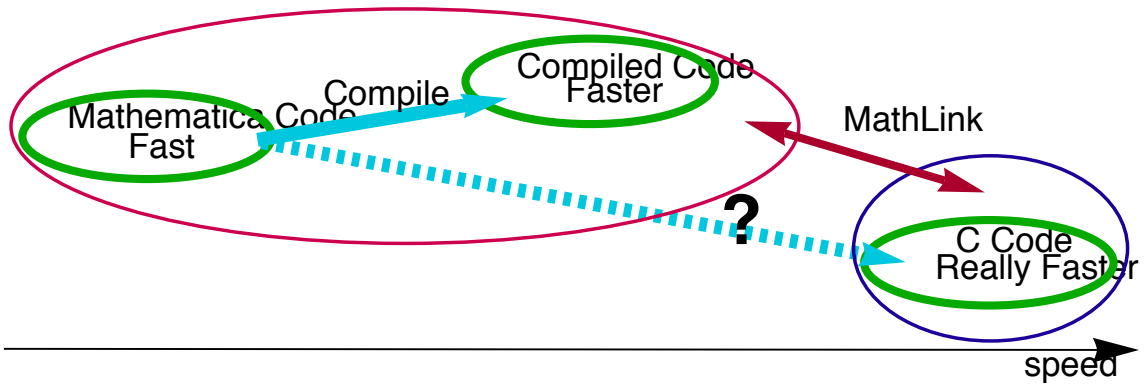 Compiled Code
Faster
Compile
Mathematica Code
Fast
MathLink
?
C Code
Really Faster
speed